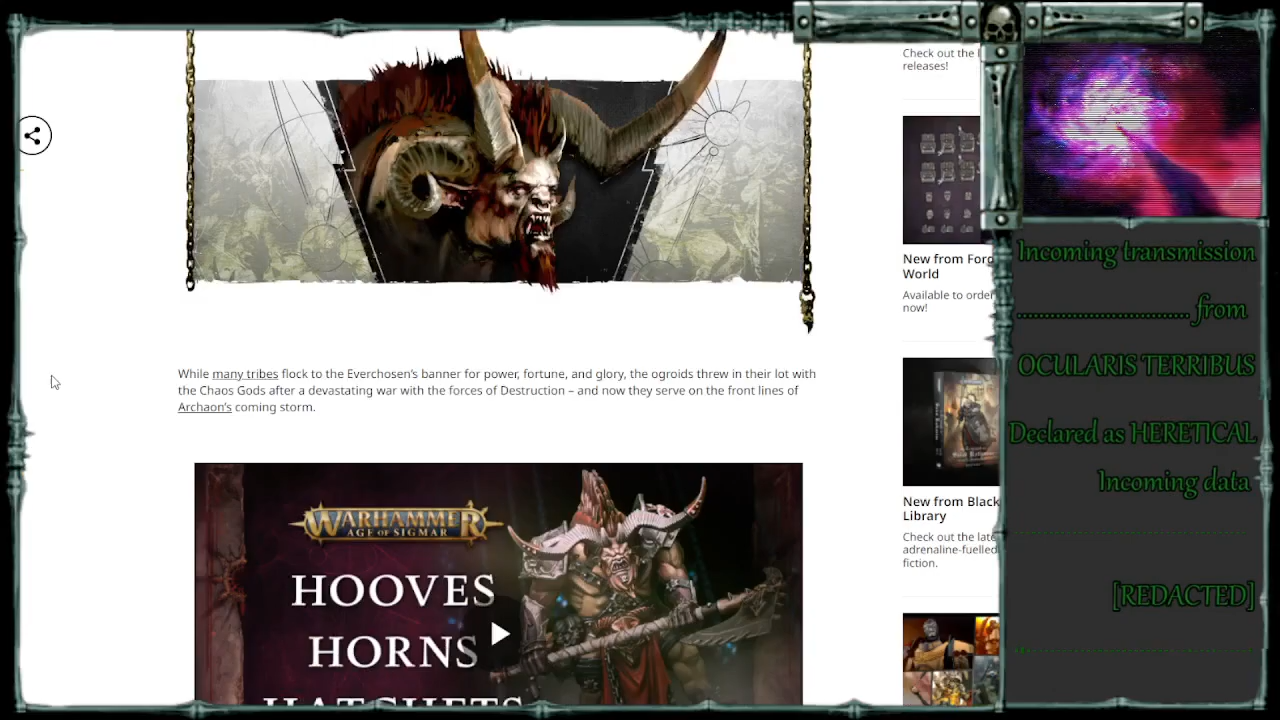 While many tribes flock to the Everchosen's banner for power, fortune, and glory, the ogroids threw in their lot with
the Chaos Gods after a devastating war with the forces of Destruction – and now they serve on the front lines of
Archaon's coming storm.
WARHAMMER
AGE OF SIGMAR
HOOVES
HORNS
HATCHETS
Check out the
releases!
New from Forg
World
Available to order
now!
New from Black
Library
Check out the late
adrenaline-fuelled
fiction.
Incoming transmission
.............................. from
OCULARIS TERRIBUS
Declared as HERETICAL
Incoming data
[REDACTED]